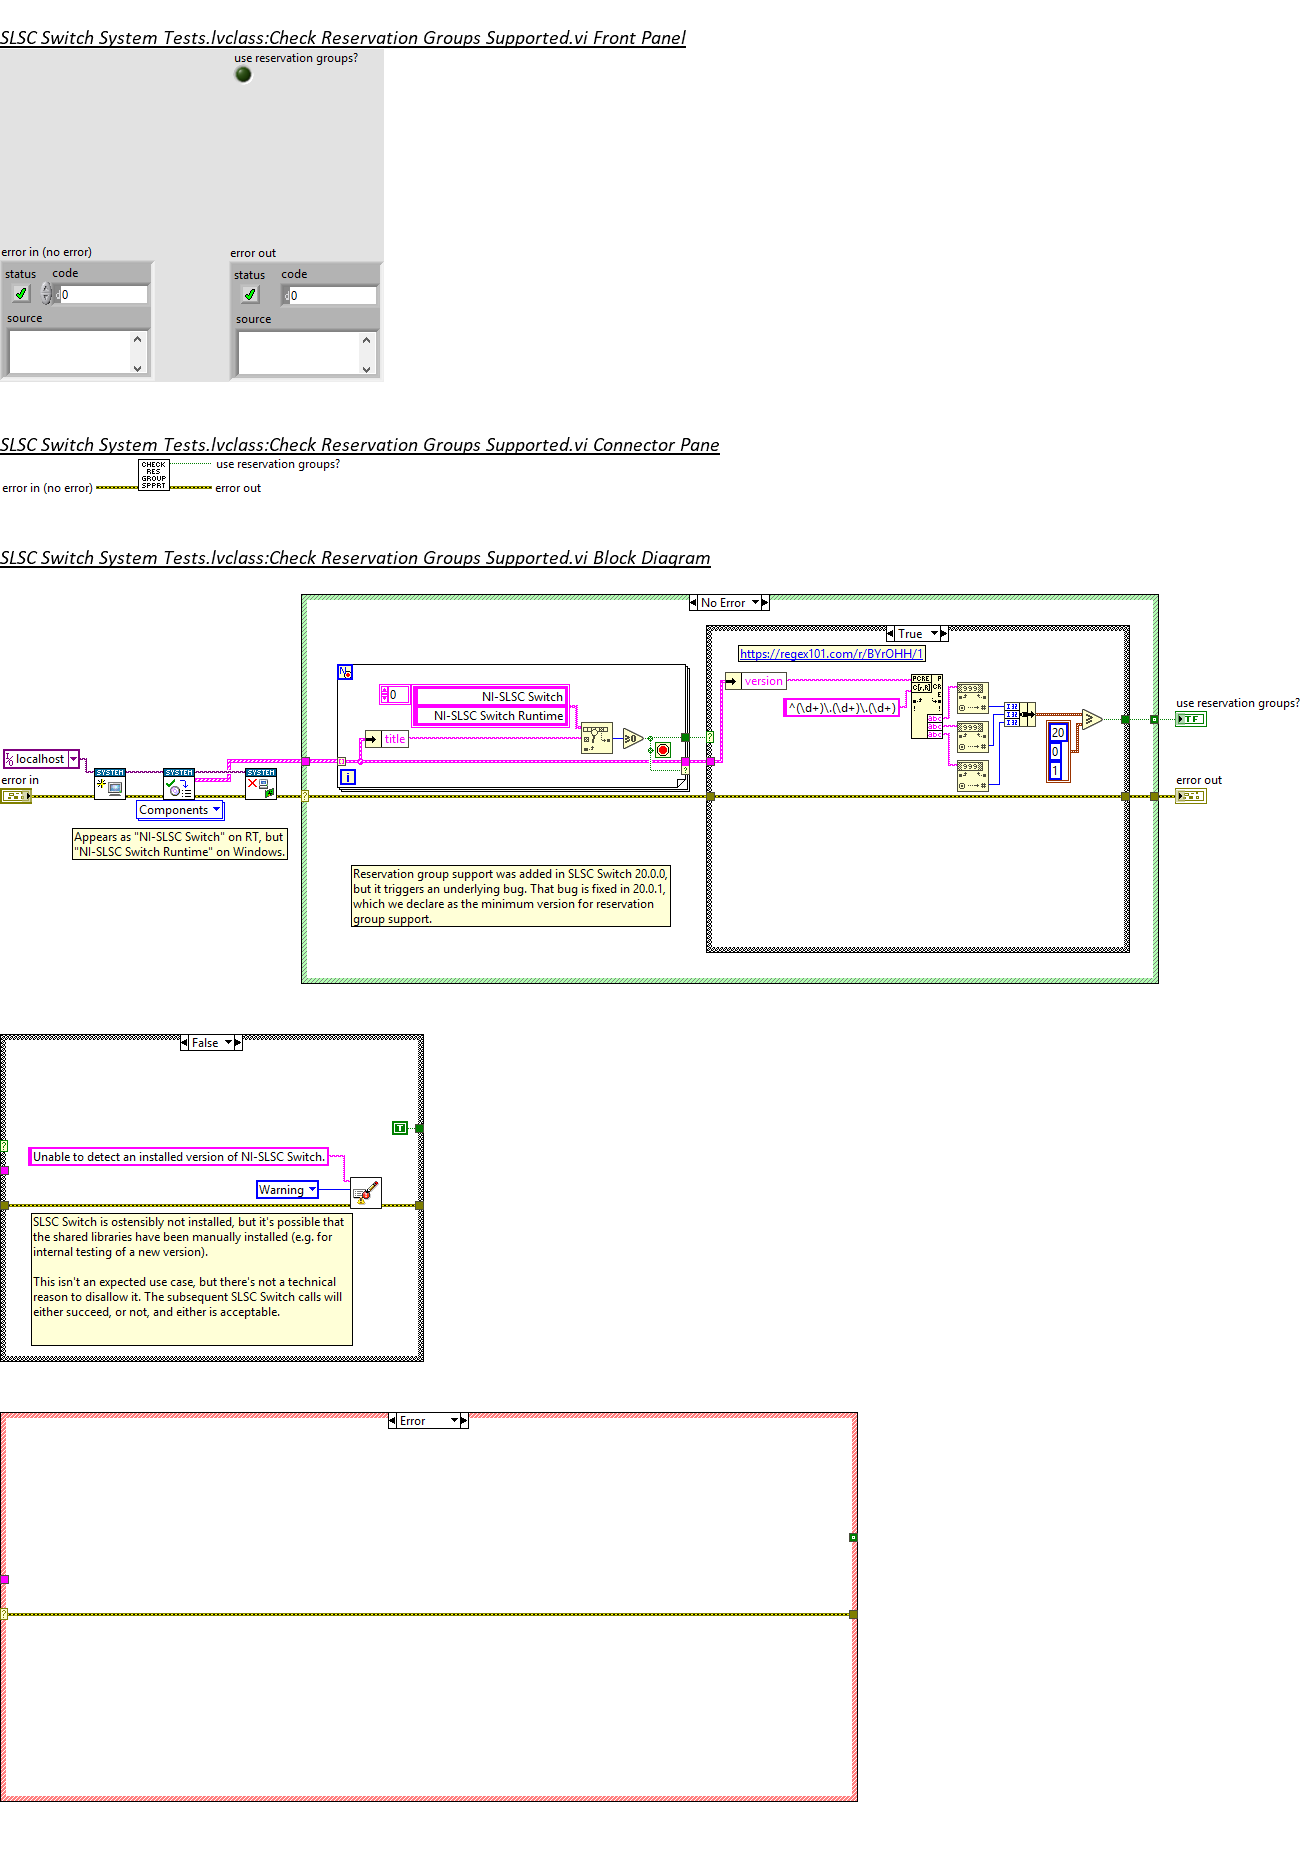 SLSC Switch System Tests.lvclass:Check Reservation Groups Supported.vi Front Panel
use reservation groups?
error in (no error)
error out
status
code
status
code
0
0
source
source
SLSC Switch System Tests.lvclass:Check Reservation Groups Supported.vi Connector Pane
CHECK
RES
GROUP
SPPRT
use reservation groups?
error in (no error)
error out
SLSC Switch System Tests.lvclass:Check Reservation Groups Supported.vi Block Diagram
No Error
True
https://regex101.com/r/BYrOHH/1
version
PCRE
^(\d+)\.(\d+)\.(\d+)
abc
abc
abc
0
NI-SLSC Switch
NI-SLSC Switch Runtime
title
≥0
N
i
20
0
1
use reservation groups?
TF
localhost
error in
SYSTEM
SYSTEM
SYSTEM
Components
error out
Appears as "NI-SLSC Switch" on RT, but
"NI-SLSC Switch Runtime" on Windows.
Reservation group support was added in SLSC Switch 20.0.0,
but it triggers an underlying bug. That bug is fixed in 20.0.1,
which we declare as the minimum version for reservation
group support.
False
T
Unable to detect an installed version of NI-SLSC Switch.
Warning
SLSC Switch is ostensibly not installed, but it's possible that
the shared libraries have been manually installed (e.g. for
internal testing of a new version).
This isn't an expected use case, but there's not a technical
reason to disallow it. The subsequent SLSC Switch calls will
either succeed, or not, and either is acceptable.
Error